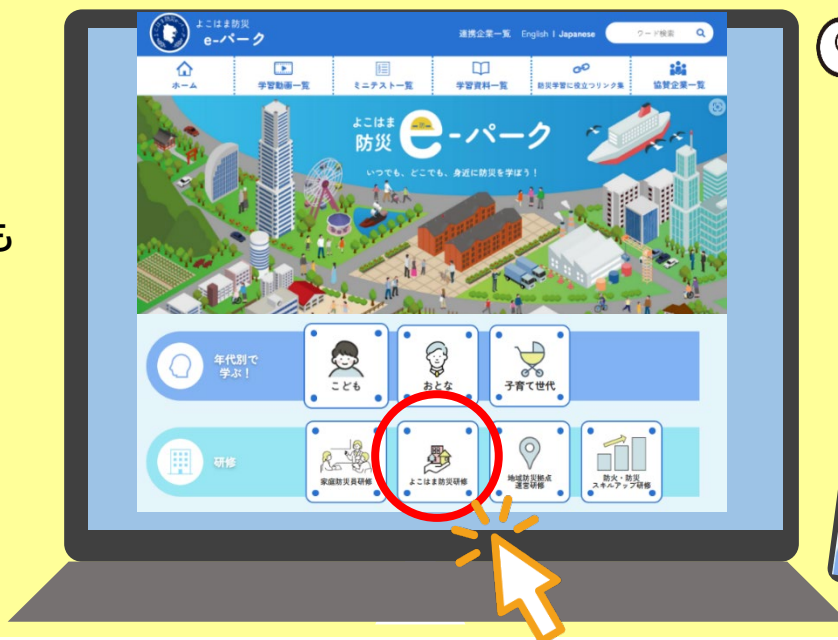 も
よこはま防災
e-パーク
連携企業一覧 English | Japanese ワード検索
ホーム 学習動画一覧 ミニテスト一覧 学習資料一覧 防災学習に役立つリンク集 協賛企業一覧
よこはま
防災 e-パーク
いつでも、どこでも、身近に防災を学ぼう!
年代別で
学ぶ!
こども おとな 子育て世代
研修
家庭防災員研修 よこはま防災研修 地域防災拠点
運営研修
防火・防災
スキルアップ研修